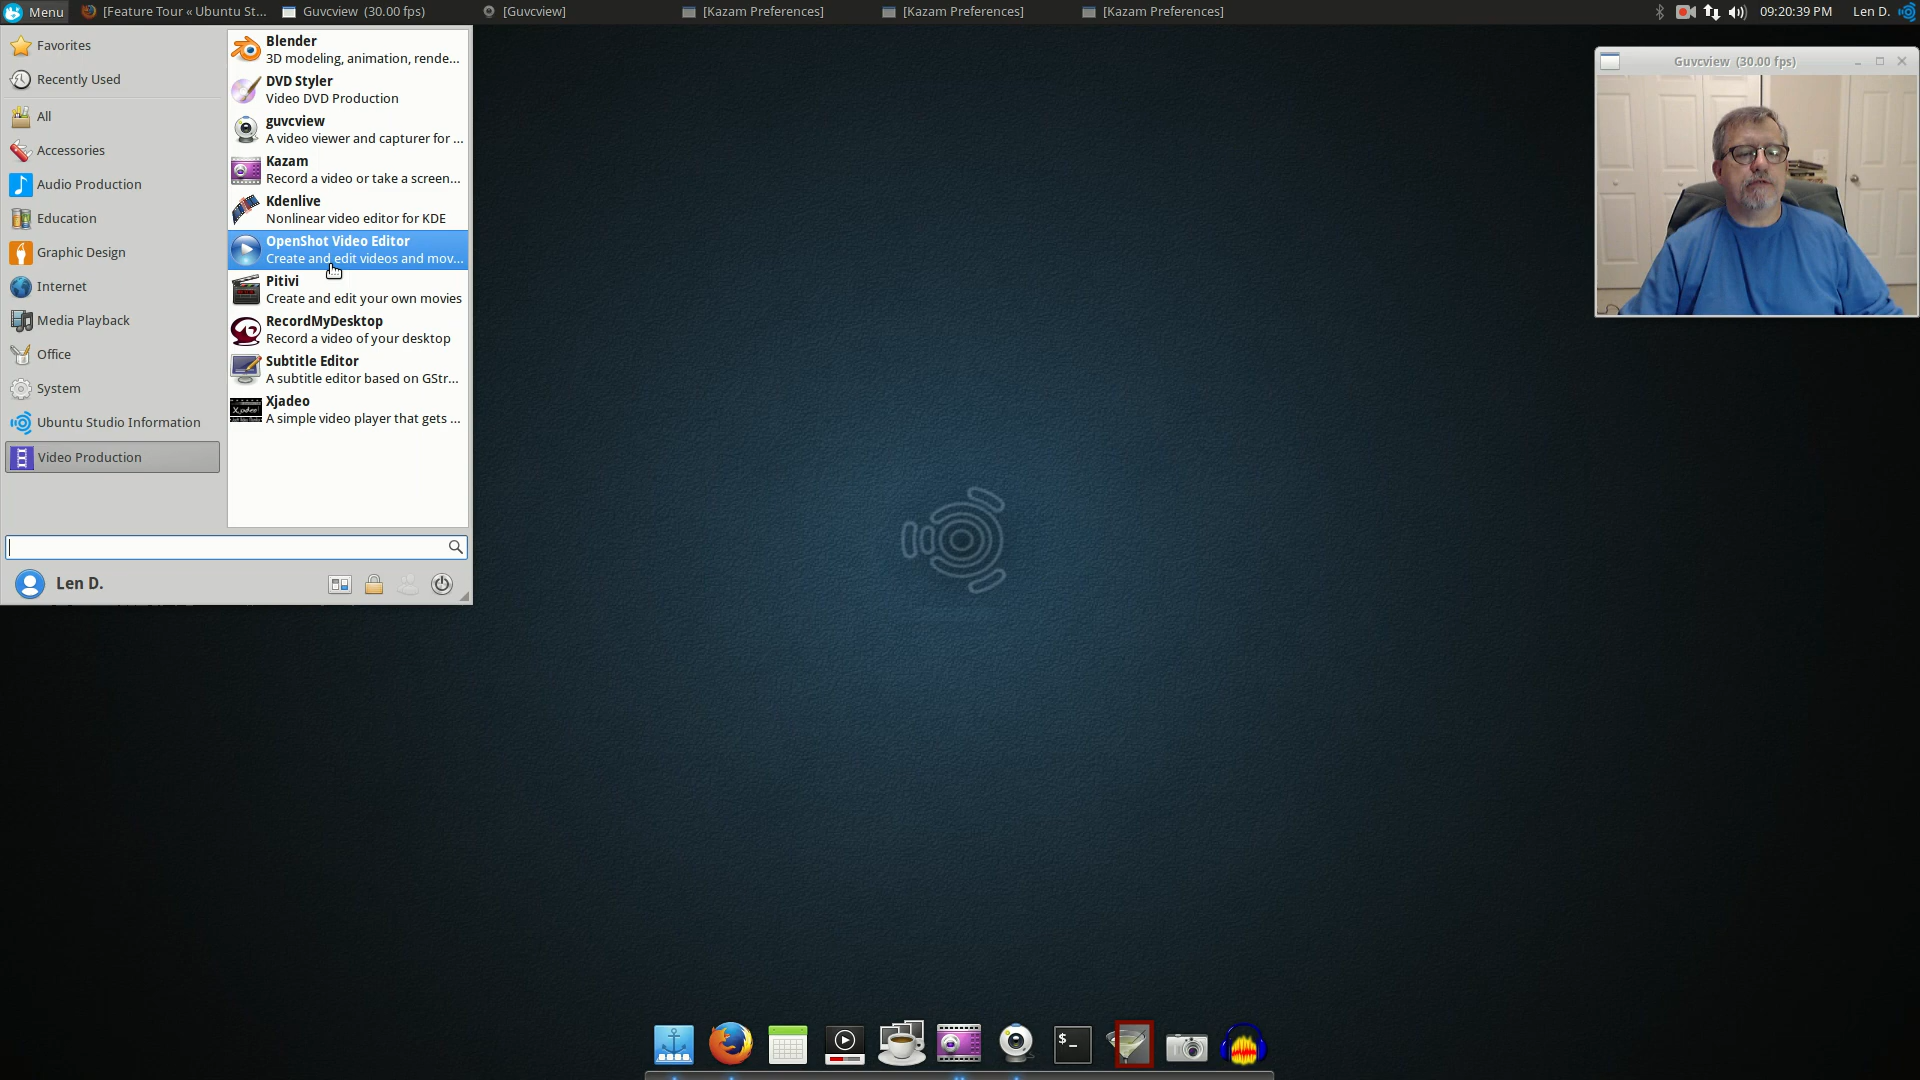 Menu
[Feature Tour « Ubuntu St...
Guvcview (30.00 fps)
[Guvcview]
[Kazam Preferences]
[Kazam Preferences]
[Kazam Preferences]
09:20:39 PM
Len D.
Favorites
Recently Used
All
Accessories
Audio Production
Education
Graphic Design
Internet
Media Playback
Office
System
Ubuntu Studio Information
Video Production
Blender
3D modeling, animation, rende...
DVD Styler
Video DVD Production
guvcview
A video viewer and capturer for ...
Kazam
Record a video or take a screen...
Kdenlive
Nonlinear video editor for KDE
OpenShot Video Editor
Create and edit videos and mov...
Pitivi
Create and edit your own movies
RecordMyDesktop
Record a video of your desktop
Subtitle Editor
A subtitle editor based on GStr...
Xjadeo
A simple video player that gets ...
Len D.
Guvcview (30.00 fps)
$_